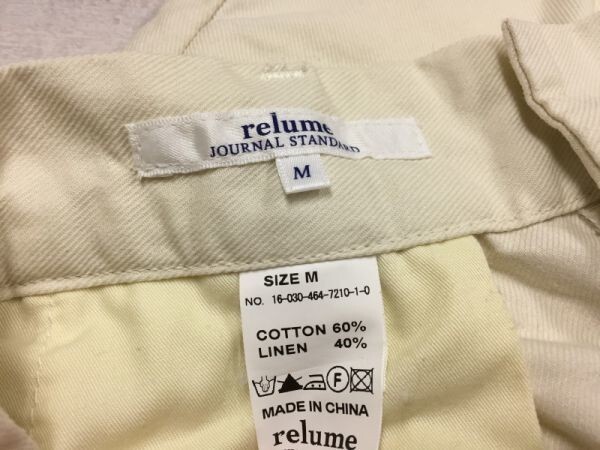 relume
JOURNAL STANDARD
M
SIZE M
NO. 16-030-464-7210-1-0
COTTON 60%
LINEN 40%
F
MADE IN CHINA
relume